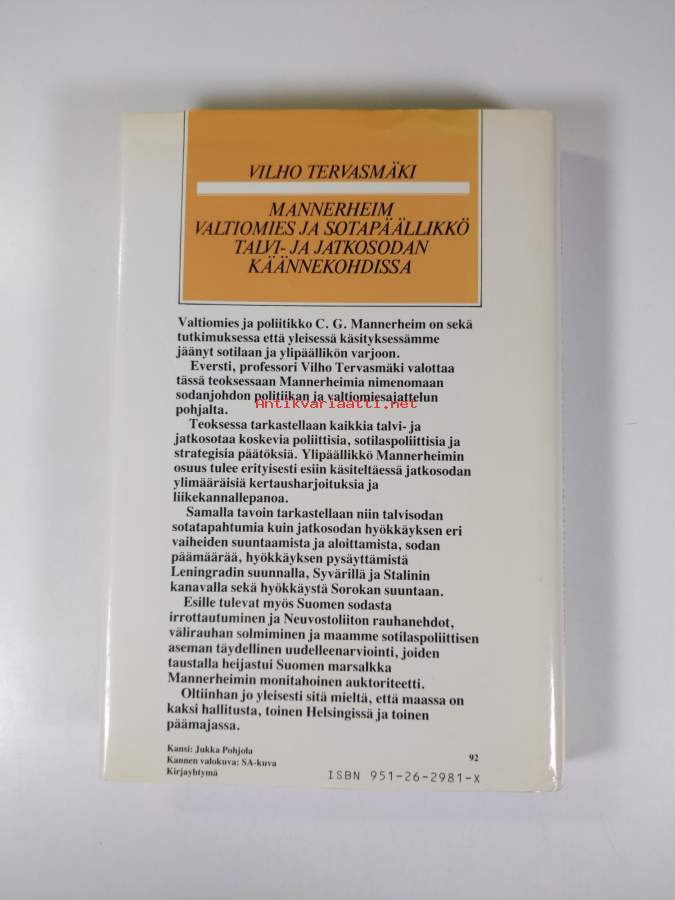 VILHO TERVASMÄKI
MANNERHEIM
VALTIOMIES JA SOTAPÄÄLLIKKÖ
TALVI- JA JATKOSODAN
KÄÄNNEKOHDISSA
Valtiomies ja poliitikko C. G. Mannerheim on sekä
tutkimuksessa että yleisessä käsityksessämme
jäänyt sotilaan ja ylipäällikön varjoon.
Eversti, professori Vilho Tervasmäki valottaa
tässä teoksessaan Mannerheimia nimenomaan
sodanjohdon politiikan ja valtiomiesajattelun
pohjalta.
Antikvariaatti.net
Teoksessa tarkastellaan kaikkia talvi- ja
jatkosotaa koskevia poliittisia, sotilaspoliittisia ja
strategisia päätöksiä. Ylipäällikkö Mannerheimin
osuus tulee erityisesti esiin käsiteltäessä jatkosodan
ylimääräisiä kertausharjoituksia ja
liikekannallepanoa.
Samalla tavoin tarkastellaan niin talvisodan
sotatapahtumia kuin jatkosodan hyökkäyksen eri
vaiheiden suuntaamista ja aloittamista, sodan
päämäärää, hyökkäyksen pysäyttämistä
Leningradin suunnalla, Syvärillä ja Stalinin
kanavalla sekä hyökkäystä Sorokan suuntaan.
Esille tulevat myös Suomen sodasta
irrottautuminen ja Neuvostoliiton rauhanehdot,
välirauhan solmiminen ja maamme sotilaspoliittisen
aseman täydellinen uudelleenarviointi, joiden
taustalla heijastui Suomen marsalkka
Mannerheimin monitahoinen auktoriteetti.
Oltiinhan jo yleisesti sitä mieltä, että maassa on
kaksi hallitusta, toinen Helsingissä ja toinen
päämajassa.
Kansi: Jukka Pohjola
Kannen valokuva: SA-kuva
Kirjayhtymä
92
ISBN 951-26-2981-X